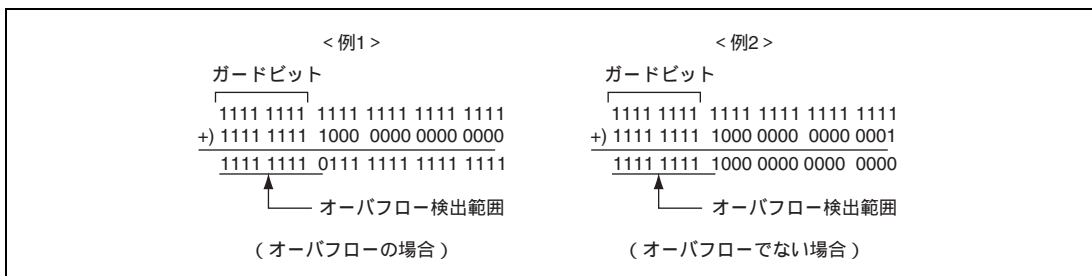 <例1>
ガードビット
1111 1111 1111 1111 1111 1111
+) 1111 1111 1000 0000 0000 0000
1111 1111 0111 1111 1111 1111
オーバフロー検出範囲
(オーバフローの場合)
<例2>
ガードビット
1111 1111 1111 1111 1111 1111
+) 1111 1111 1000 0000 0000 0001
1111 1111 1000 0000 0000 0000
オーバフロー検出範囲
(オーバフローでない場合)